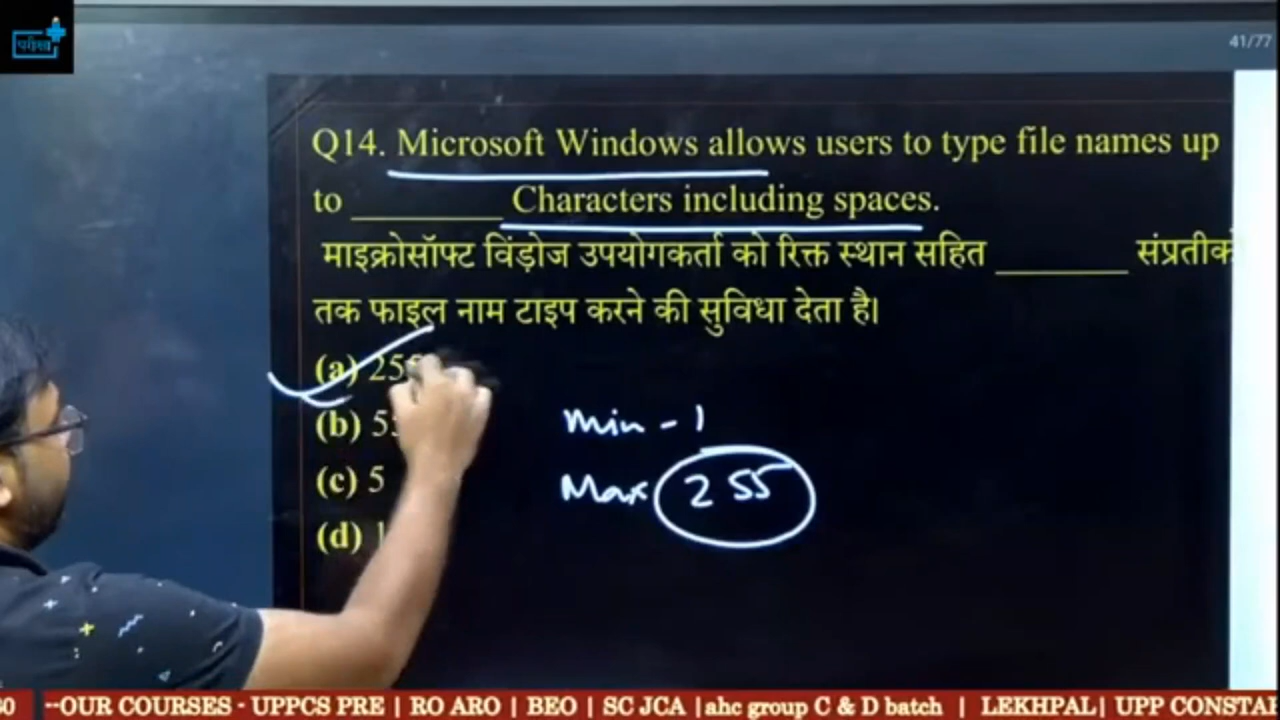 परीक्षा
41/77
Q14. Microsoft Windows allows users to type file names up
to ________ Characters including spaces.
माइक्रोसॉफ्ट विंड़ोज उपयोगकर्ता को रिक्त स्थान सहित ________
तक फाइल नाम टाइप करने की सुविधा देता है।
(a)
(b)
(c) 5
(d)
Min - 1
Max 255
--OUR COURSES - UPPCS PRE | RO ARO | BEO | SC JCA |ahc group C & D batch | LEKHPAL| UPP